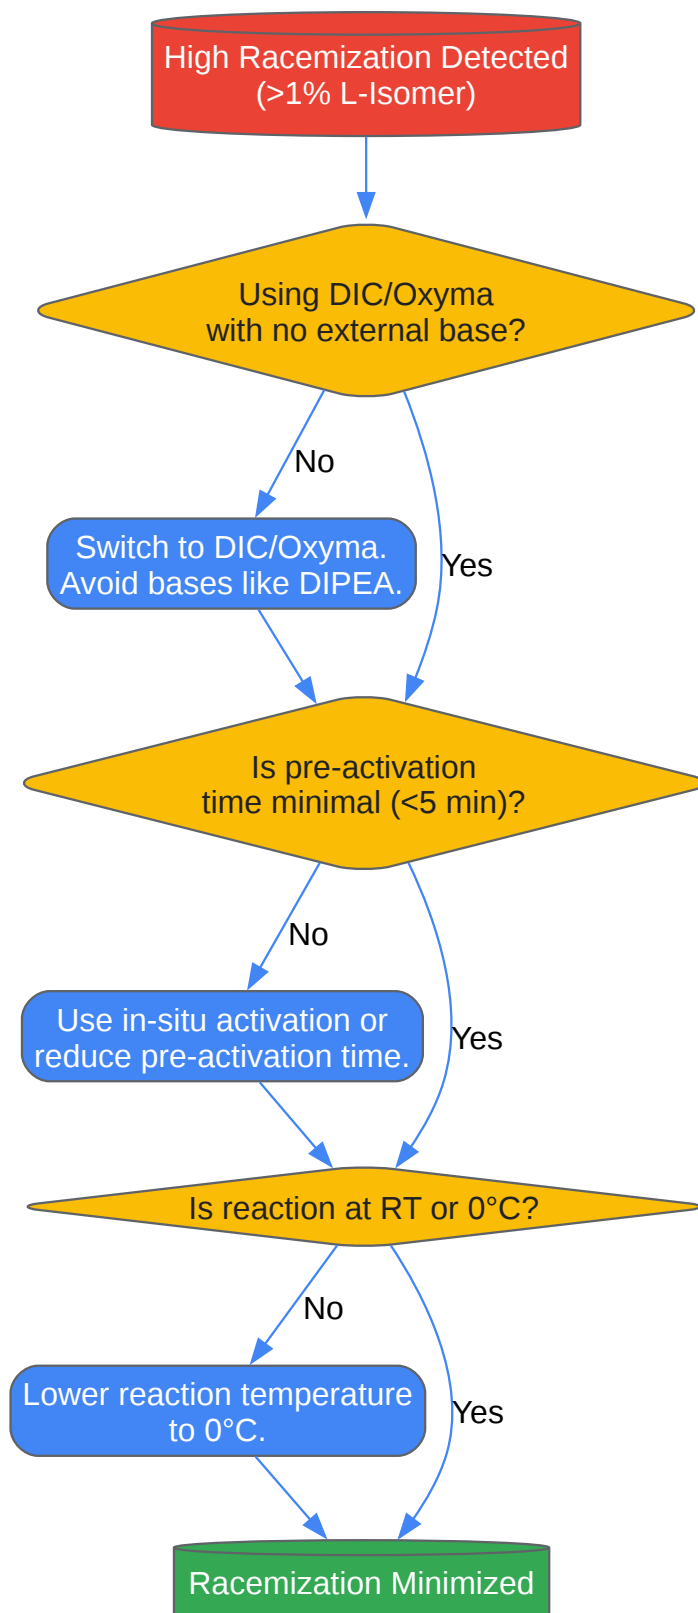 High Racemization Detected
(>1% L-Isomer)
Using DIC/Oxyma
with no external base?
No
Switch to DIC/Oxyma.
Avoid bases like DIPEA.
Yes
Is pre-activation
time minimal (<5 min)?
No
Use in-situ activation or
reduce pre-activation time.
Yes
Is reaction at RT or 0°C?
No
Lower reaction temperature
to 0°C.
Yes
Racemization Minimized